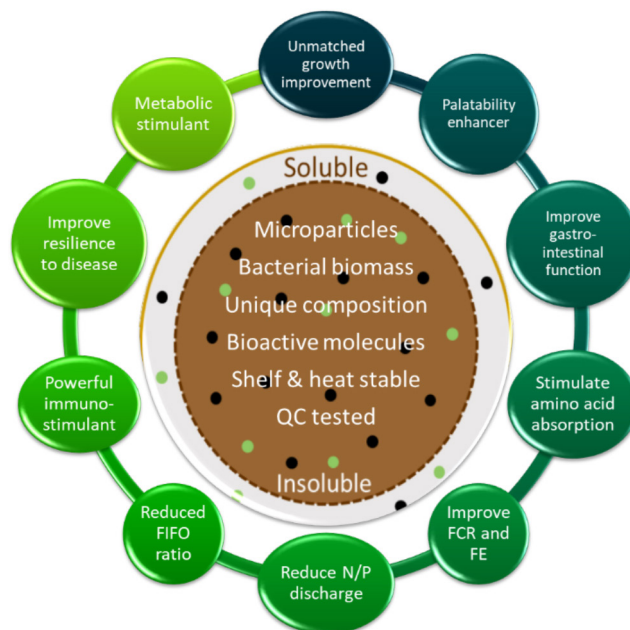 Unmatched
growth
improvement
Palatability
enhancer
Improve
gastro-
intestinal
function
Stimulate
amino acid
absorption
Improve
FCR and
FE
Reduce N/P
discharge
Reduced
FIFO
ratio
Powerful
immuno-
stimulant
Improve
resilience
to disease
Metabolic
stimulant
Soluble
Microparticles
Bacterial biomass
Unique composition
Bioactive molecules
Shelf & heat stable
QC tested
Insoluble